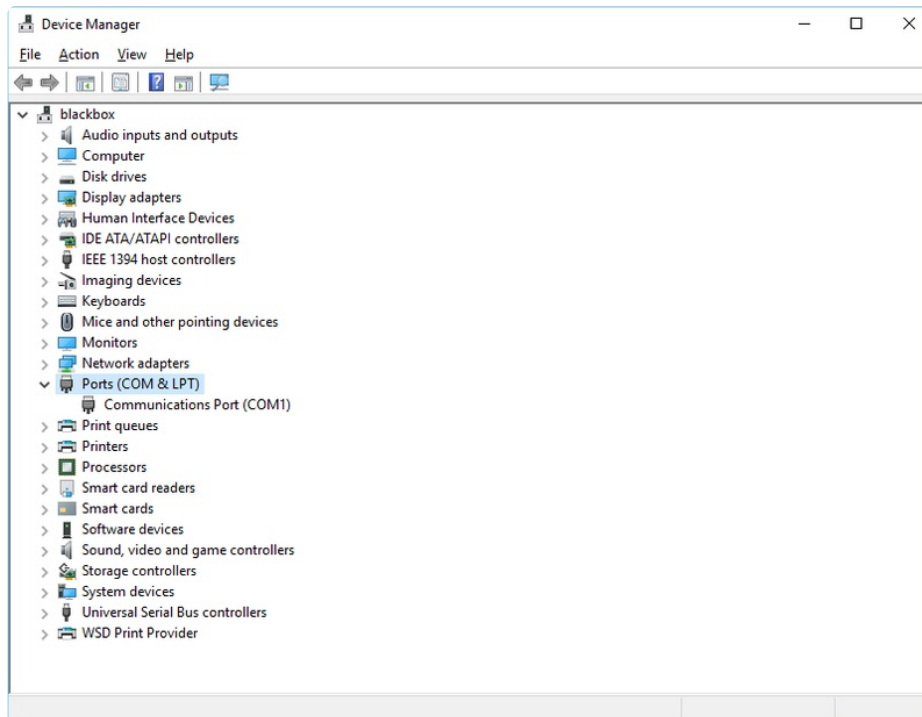 Device Manager
File Action View Help
blackbox
Audio inputs and outputs
Computer
Disk drives
Display adapters
Human Interface Devices
IDE ATA/ATAPI controllers
IEEE 1394 host controllers
Imaging devices
Keyboards
Mice and other pointing devices
Monitors
Network adapters
Ports (COM & LPT)
Communications Port (COM1)
Print queues
Printers
Processors
Smart card readers
Smart cards
Software devices
Sound, video and game controllers
Storage controllers
System devices
Universal Serial Bus controllers
WSD Print Provider